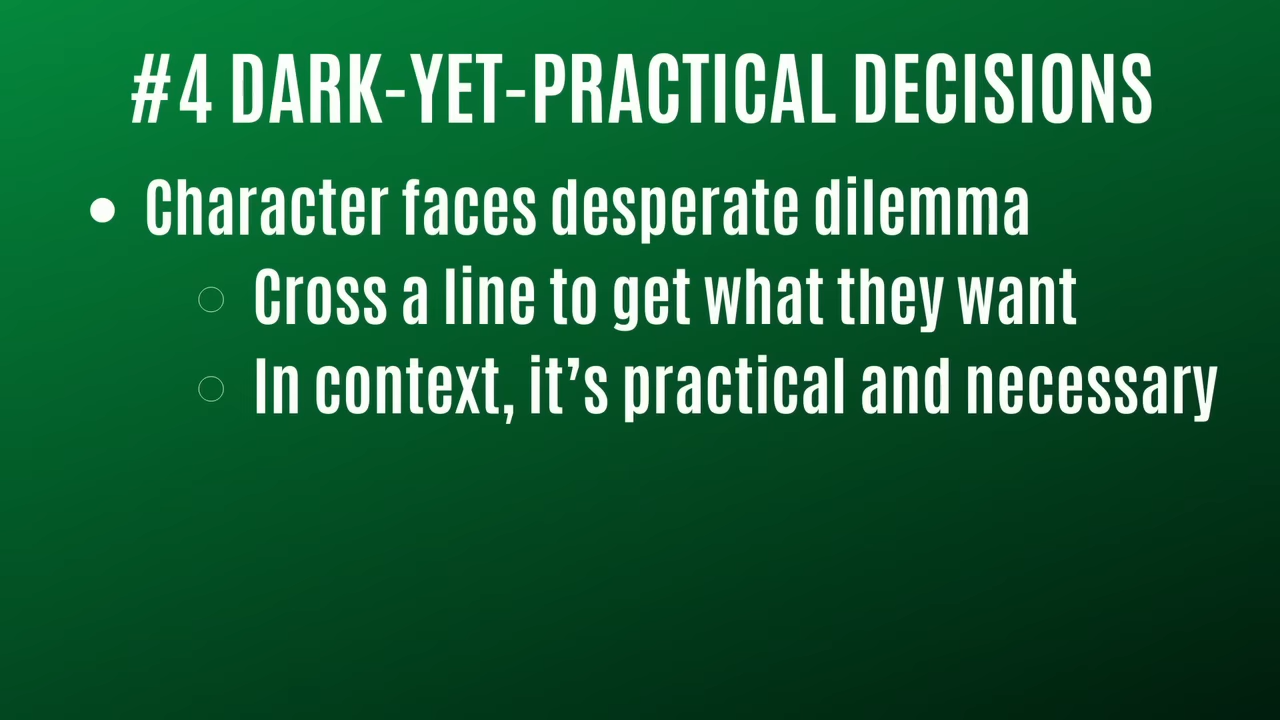 #4 DARK-YET-PRACTICAL DECISIONS
● Character faces desperate dilemma
○ Cross a line to get what they want
○ In context, it’s practical and necessary